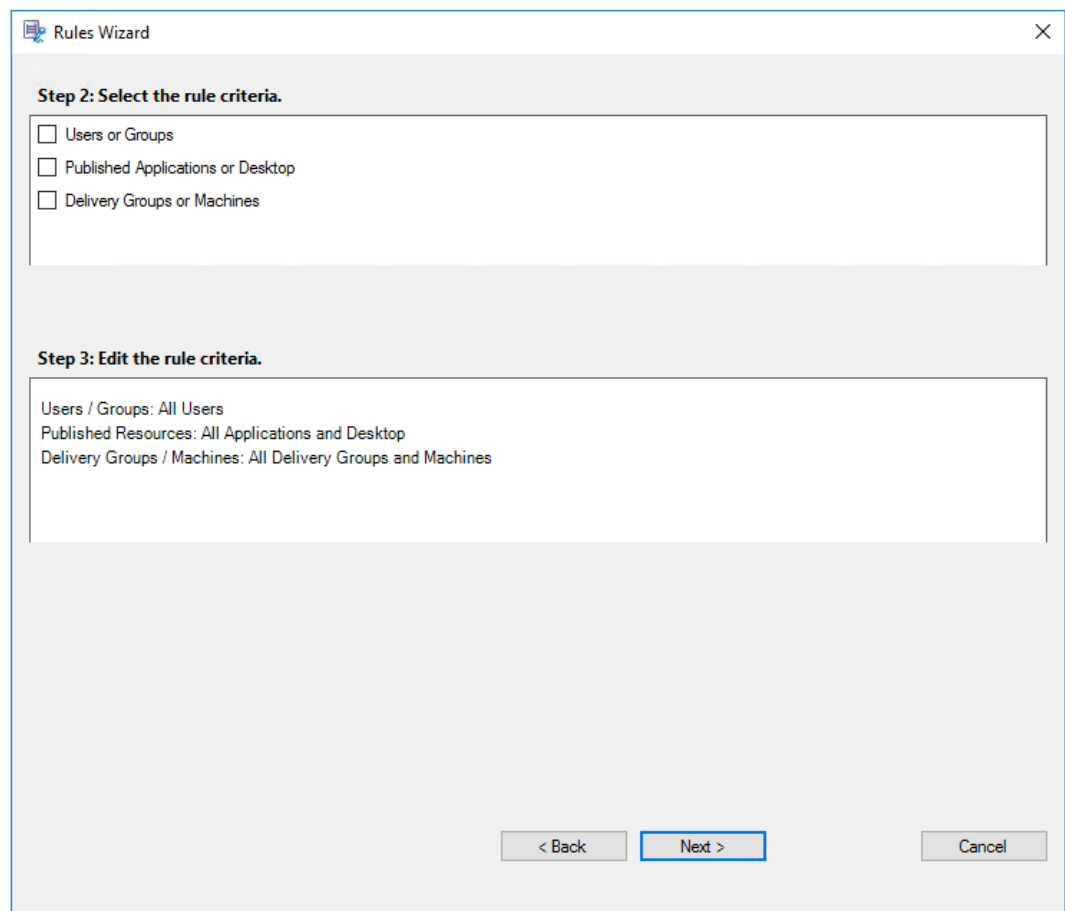 Rules Wizard
Step 2: Select the rule criteria.
Users or Groups
Published Applications or Desktop
Delivery Groups or Machines
Step 3: Edit the rule criteria.
Users / Groups: All Users
Published Resources: All Applications and Desktop
Delivery Groups / Machines: All Delivery Groups and Machines
< Back Next > Cancel